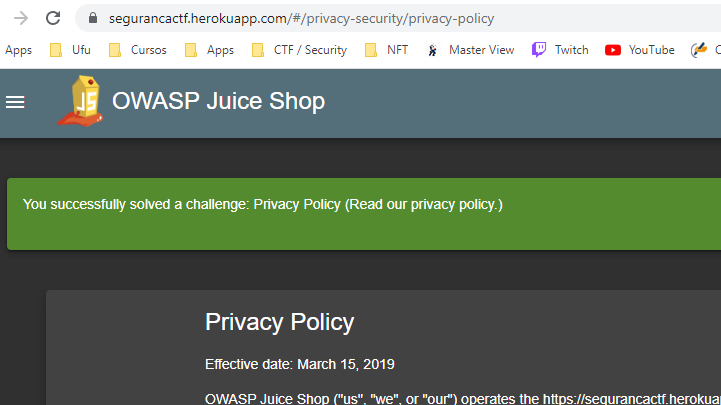 segurancactf.herokuapp.com/#/privacy-security/privacy-policy
Apps Ufu Cursos Apps CTF / Security NFT Master View Twitch YouTube C
JS OWASP Juice Shop
You successfully solved a challenge: Privacy Policy (Read our privacy policy.)
Privacy Policy
Effective date: March 15, 2019
OWASP Juice Shop ("us", "we", or "our") operates the https://segurancactf.herokua